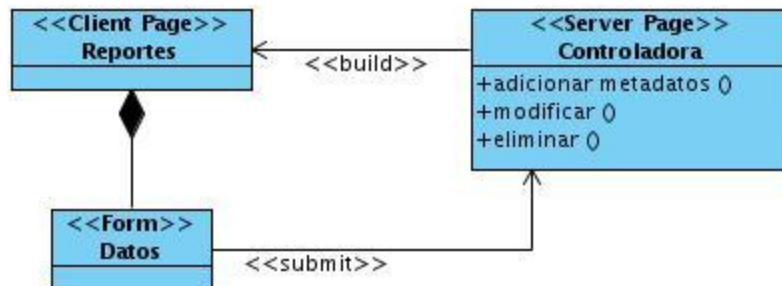 <<Client Page>>
Reportes
<<build>>
<<Server Page>>
Controladora
+adicionar metadatos ()
+modificar ()
+eliminar ()
<<Form>>
Datos
<<submit>>